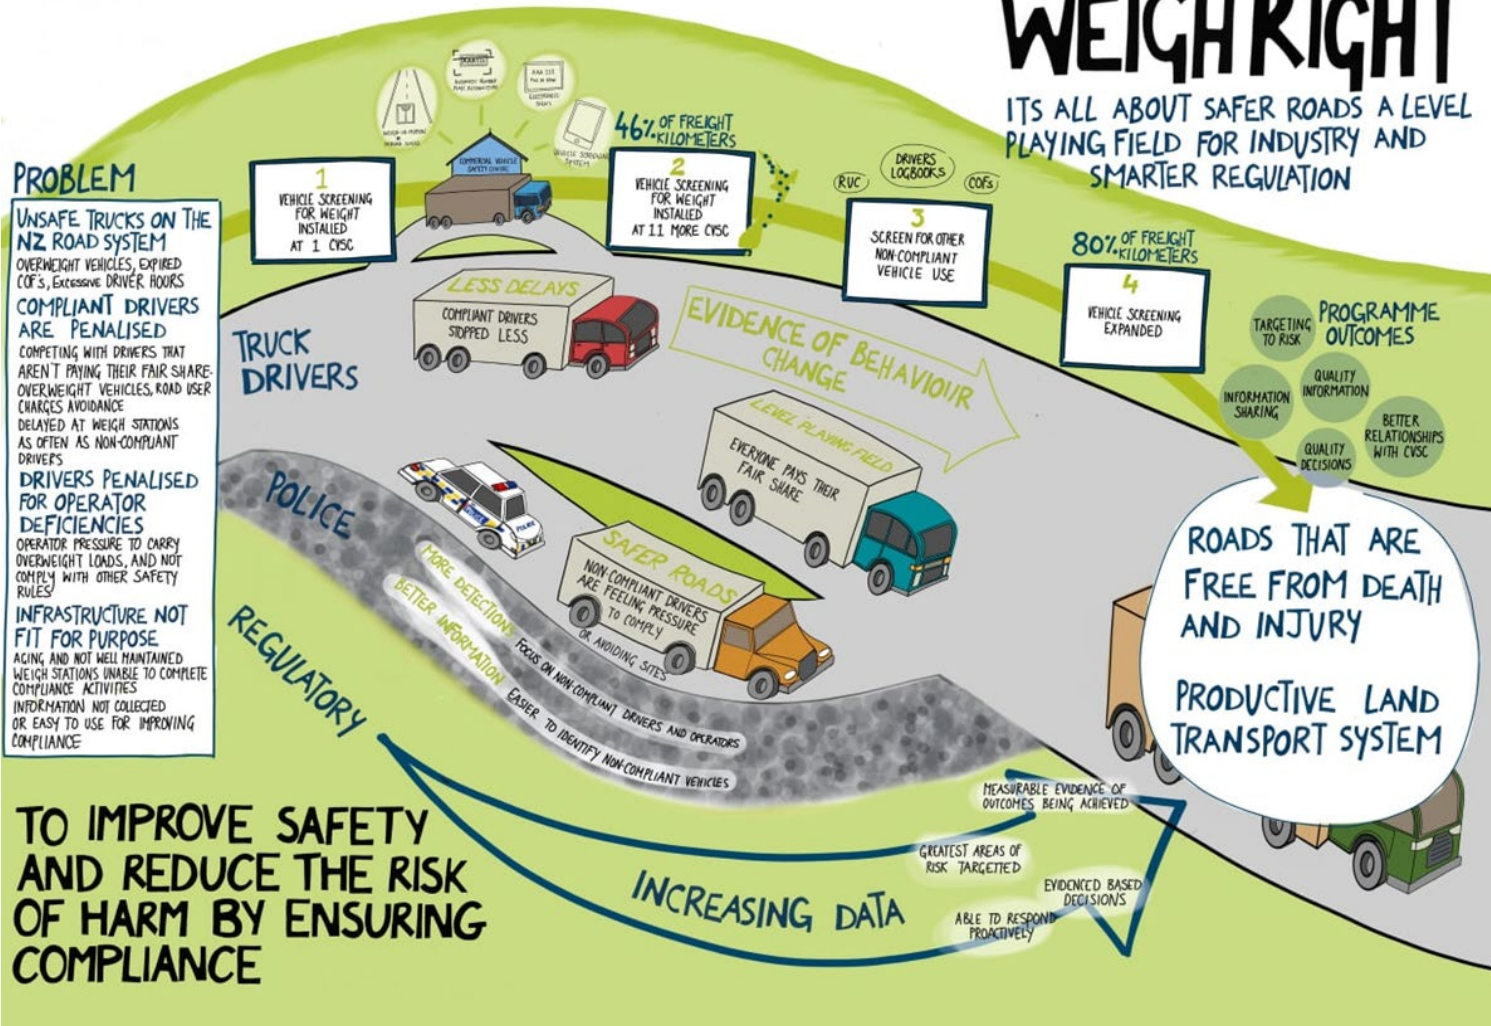 WEIGH RIGHT
ITS ALL ABOUT SAFER ROADS A LEVEL
PLAYING FIELD FOR INDUSTRY AND
SMARTER REGULATION
PROBLEM
UNSAFE TRUCKS ON THE
NZ ROAD SYSTEM
OVERWEIGHT VEHICLES, EXPIRED
COF's, EXCESSIVE DRIVER HOURS
COMPLIANT DRIVERS
ARE PENALISED
COMPETING WITH DRIVERS THAT
AREN'T PAYING THEIR FAIR SHARE-
OVERWEIGHT VEHICLES, ROAD USER
CHARGES AVOIDANCE
DELAYED AT WEIGH STATIONS
AS OFTEN AS NON-COMPLIANT
DRIVERS
DRIVERS PENALISED
FOR OPERATOR
DEFICIENCIES
OPERATOR PRESSURE TO CARRY
OVERWEIGHT LOADS, AND NOT
COMPLY WITH OTHER SAFETY
RULES
INFRASTRUCTURE NOT
FIT FOR PURPOSE
AGING AND NOT WELL MAINTAINED
WEIGH STATIONS UNABLE TO COMPLETE
COMPLIANCE ACTIVITIES
INFORMATION NOT COLLECTED
OR EASY TO USE FOR IMPROVING
COMPLIANCE
1
VEHICLE SCREENING
FOR WEIGHT
INSTALLED
AT 1 CVSC
COMMERCIAL VEHICLE
SAFETY CENTRE
VEHICLE SCREENING
SYSTEM
46% OF FREIGHT
KILOMETERS
2
VEHICLE SCREENING
FOR WEIGHT
INSTALLED
AT 11 MORE CVSC
RUC
DRIVERS
LOGBOOKS
COFs
3
SCREEN FOR OTHER
NON-COMPLIANT
VEHICLE USE
80% OF FREIGHT
KILOMETERS
4
VEHICLE SCREENING
EXPANDED
PROGRAMME
OUTCOMES
TARGETING
TO RISK
QUALITY
INFORMATION
INFORMATION
SHARING
BETTER
RELATIONSHIPS
WITH CVSC
QUALITY
DECISIONS
TRUCK
DRIVERS
LESS DELAYS
COMPLIANT DRIVERS
STOPPED LESS
EVIDENCE OF BEHAVIOUR
CHANGE
LEVEL PLAYING FIELD
EVERYONE PAYS THEIR
FAIR SHARE
POLICE
POLICE
SAFER ROADS
NON-COMPLIANT DRIVERS
ARE FEELING PRESSURE
TO COMPLY
OR AVOIDING SITES
MORE DETECTIONS
FOCUS ON NON-COMPLIANT DRIVERS AND OPERATORS
BETTER INFORMATION
EASIER TO IDENTIFY NON-COMPLIANT VEHICLES
ROADS THAT ARE
FREE FROM DEATH
AND INJURY
PRODUCTIVE LAND
TRANSPORT SYSTEM
REGULATORY
INCREASING DATA
MEASURABLE EVIDENCE OF
OUTCOMES BEING ACHIEVED
GREATEST AREAS OF
RISK TARGETTED
EVIDENCED BASED
DECISIONS
ABLE TO RESPOND
PROACTIVELY
TO IMPROVE SAFETY
AND REDUCE THE RISK
OF HARM BY ENSURING
COMPLIANCE